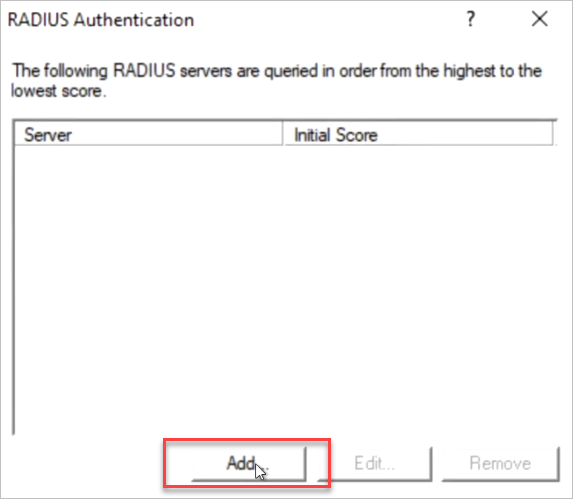 RADIUS Authentication ?
The following RADIUS servers are queried in order from the highest to the
lowest score.
Server Initial Score
Add... Edit... Remove